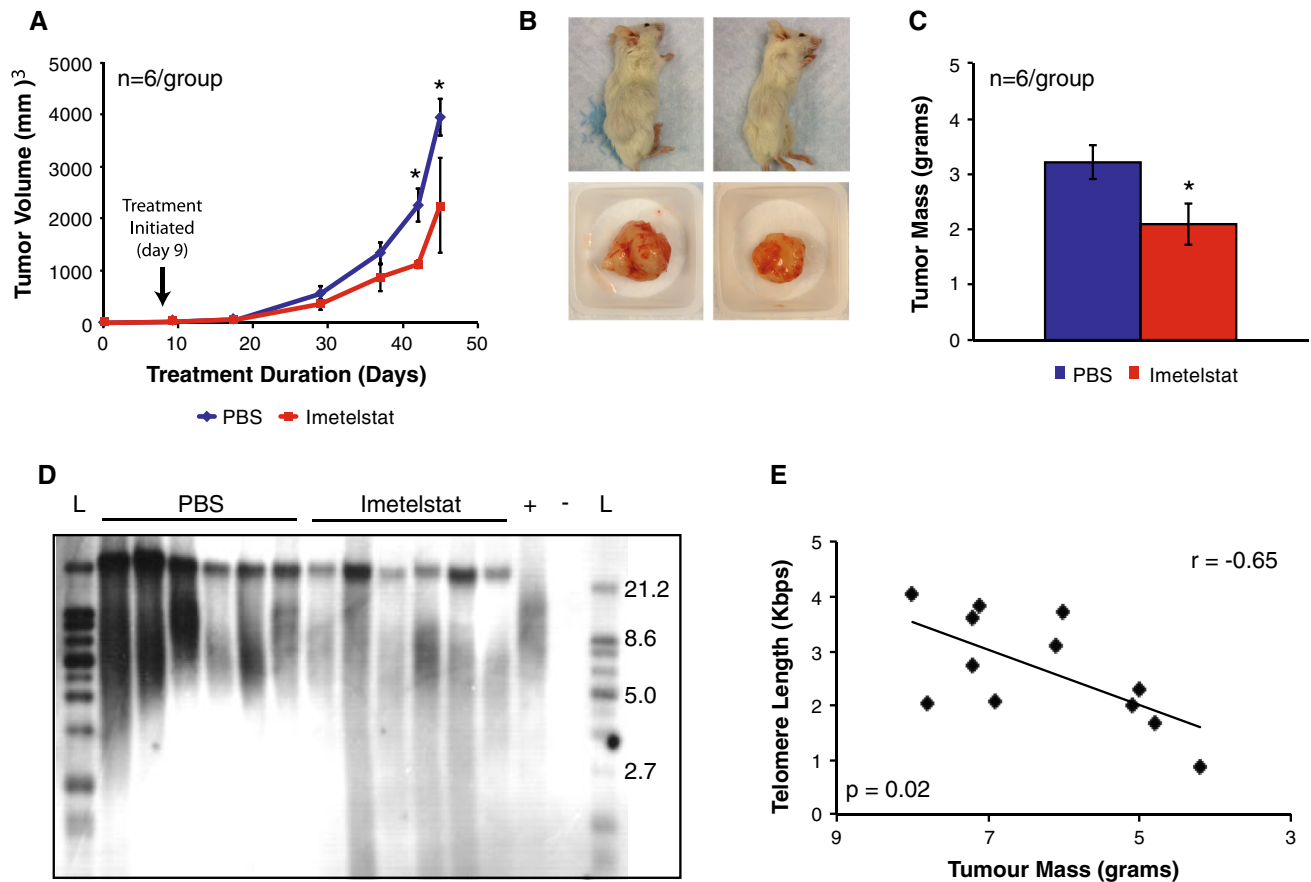 A
5000
4000
3000
2000
1000
0
Tumor Volume (mm )3
n=6/group
*
*
Treatment
Initiated
(day 9)
0 10 20 30 40 50
Treatment Duration (Days)
PBS Imetelstat
B
C
5
4
3
2
1
0
Tumor Mass (grams)
n=6/group
*
PBS Imetelstat
D
L PBS Imetelstat + - L
21.2
8.6
5.0
2.7
E
5
4
3
2
1
0
Telomere Length (Kbps)
r = -0.65
p = 0.02
9 7 5 3
Tumour Mass (grams)